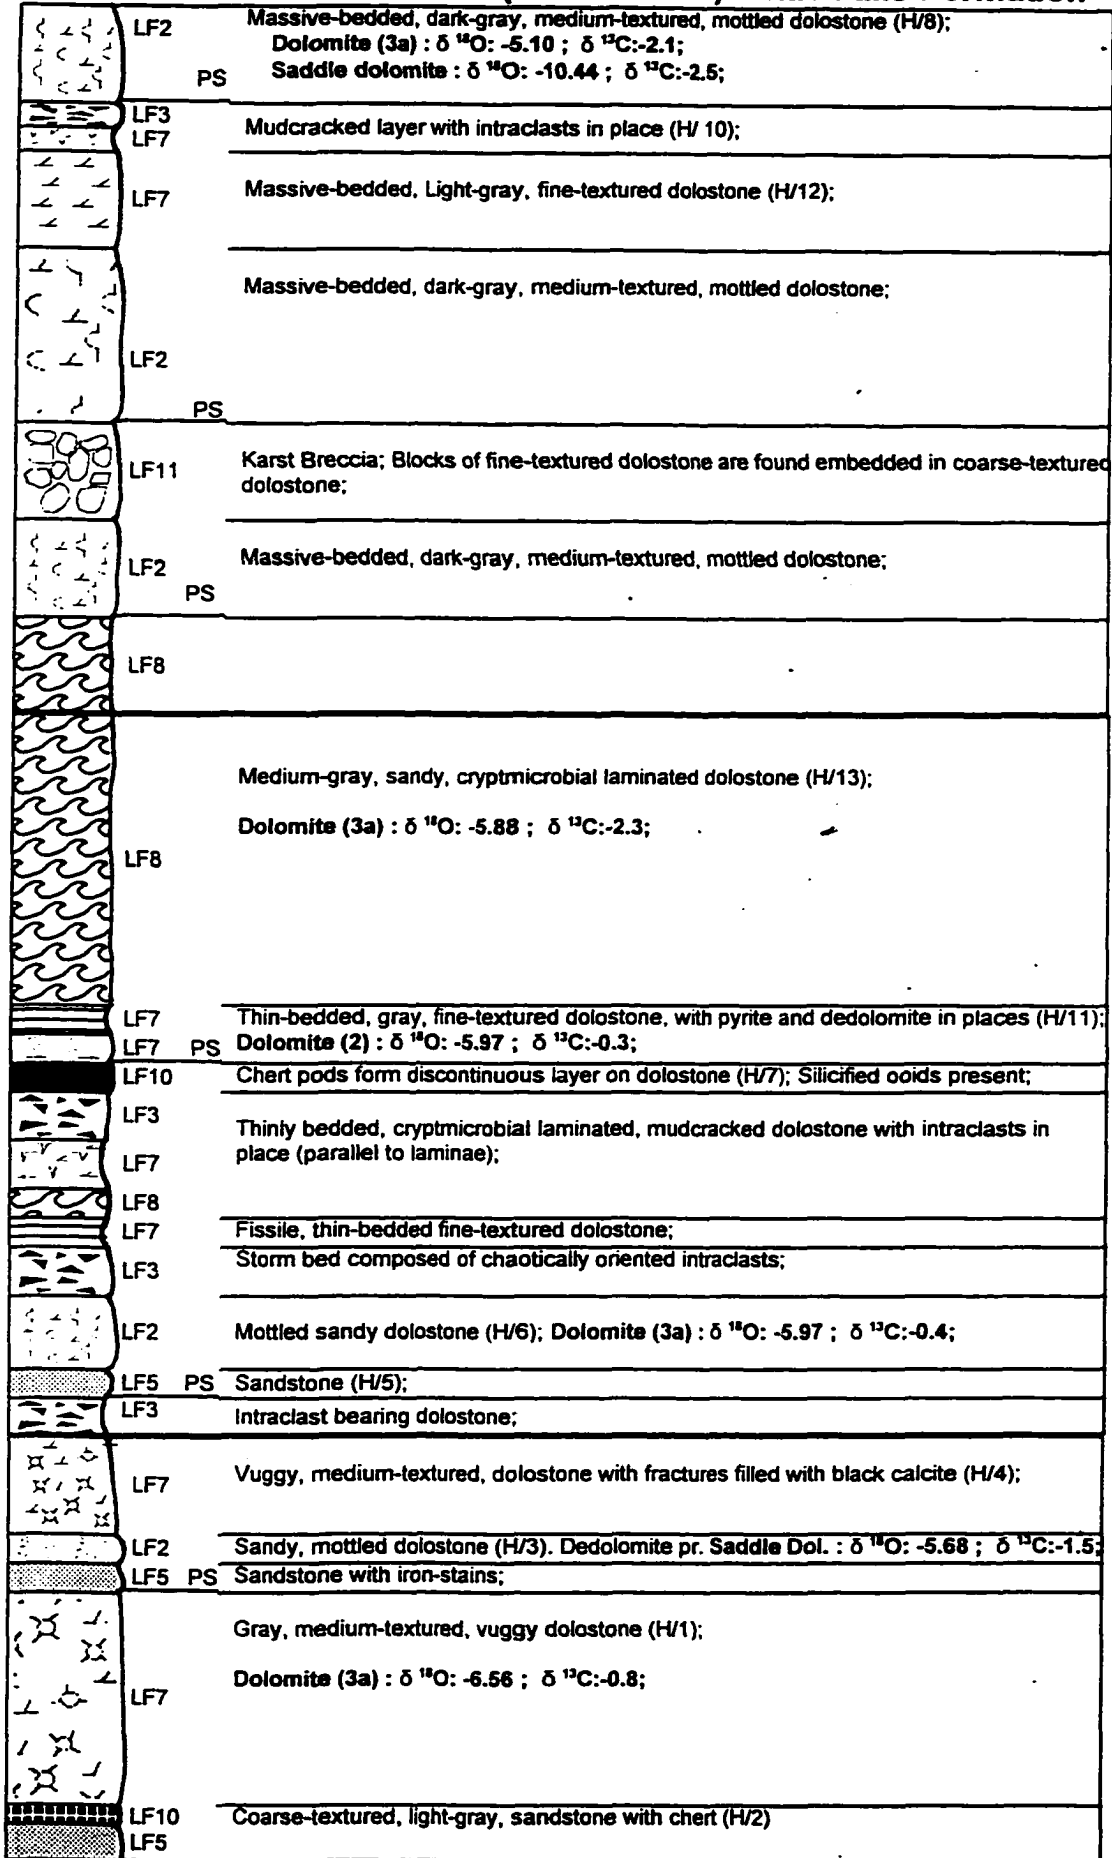 LF2 Massive-bedded, dark-gray, medium-textured, mottled dolostone (H/8);
Dolomite (3a) : δ ¹⁸O: -5.10 ; δ ¹³C:-2.1;
PS Saddle dolomite : δ ¹⁸O: -10.44 ; δ ¹³C:-2.5;
LF3
LF7 Mudcracked layer with intraclasts in place (H/ 10);
LF7 Massive-bedded, Light-gray, fine-textured dolostone (H/12);
Massive-bedded, dark-gray, medium-textured, mottled dolostone;
LF2
PS
LF11 Karst Breccia; Blocks of fine-textured dolostone are found embedded in coarse-textured
dolostone;
LF2 Massive-bedded, dark-gray, medium-textured, mottled dolostone;
PS
LF8
Medium-gray, sandy, cryptmicrobial laminated dolostone (H/13);
Dolomite (3a) : δ ¹⁸O: -5.88 ; δ ¹³C:-2.3;
LF8
LF7 Thin-bedded, gray, fine-textured dolostone, with pyrite and dedolomite in places (H/11);
LF7 PS Dolomite (2) : δ ¹⁸O: -5.97 ; δ ¹³C:-0.3;
LF10 Chert pods form discontinuous layer on dolostone (H/7); Silicified ooids present;
LF3 Thinly bedded, cryptmicrobial laminated, mudcracked dolostone with intraclasts in
LF7 place (parallel to laminae);
LF8
LF7 Fissile, thin-bedded fine-textured dolostone;
LF3 Storm bed composed of chaotically oriented intraclasts;
LF2 Mottled sandy dolostone (H/6); Dolomite (3a) : δ ¹⁸O: -5.97 ; δ ¹³C:-0.4;
LF5 PS Sandstone (H/5);
LF3 Intraclast bearing dolostone;
LF7 Vuggy, medium-textured, dolostone with fractures filled with black calcite (H/4);
LF2 Sandy, mottled dolostone (H/3). Dedolomite pr. Saddle Dol. : δ ¹⁸O: -5.68 ; δ ¹³C:-1.5;
LF5 PS Sandstone with iron-stains;
Gray, medium-textured, vuggy dolostone (H/1);
LF7 Dolomite (3a) : δ ¹⁸O: -6.56 ; δ ¹³C:-0.8;
LF10 Coarse-textured, light-gray, sandstone with chert (H/2)
LF5